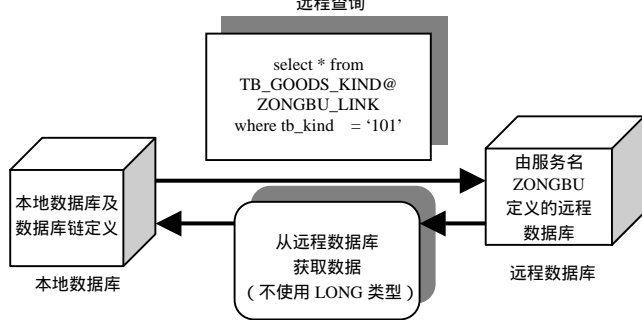 远程查询
select * from
TB_GOODS_KIND@
ZONGBU_LINK
where tb_kind = ‘101’
本地数据库及
数据库链定义
由服务名
ZONGBU
定义的远程
数据库
从远程数据库
获取数据
（不使用 LONG 类型）
本地数据库
远程数据库